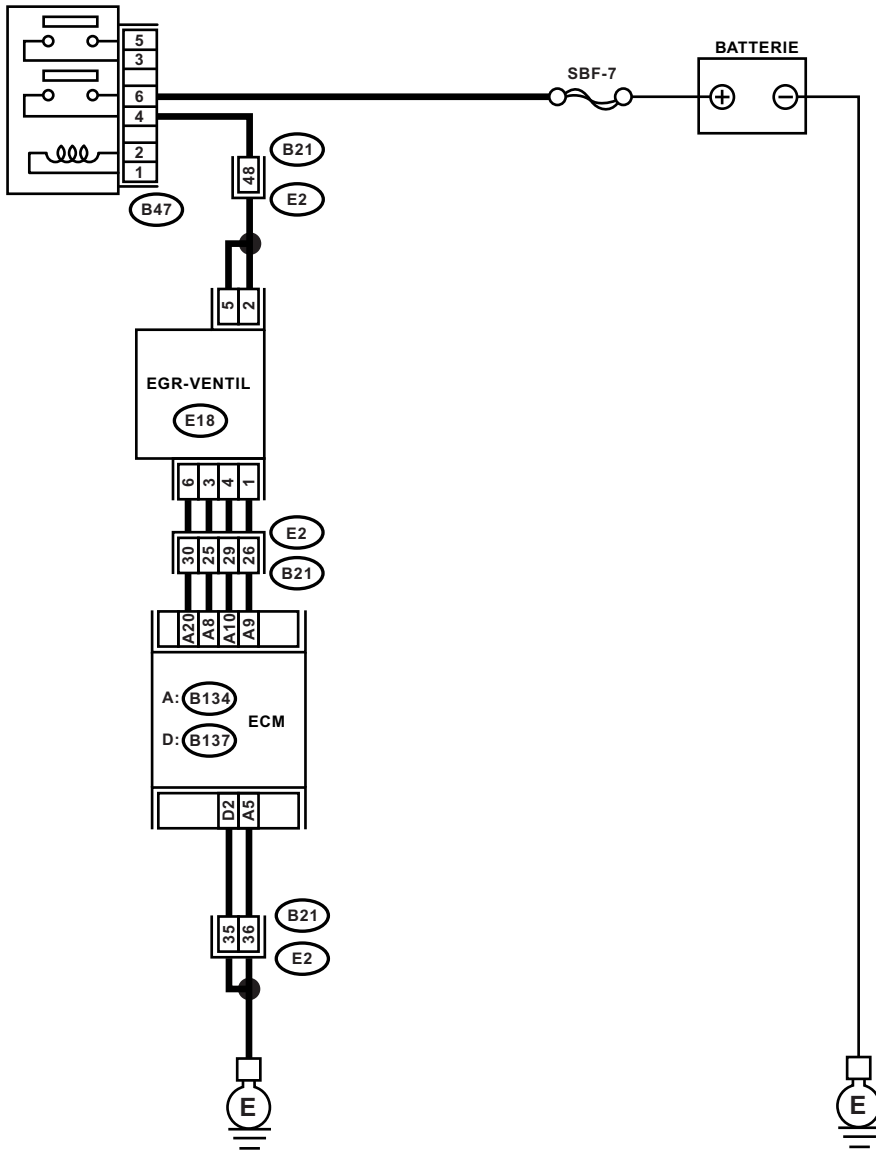 5
3
6
4
2
1
B47
SBF-7
BATTERIE
B21
48
E2
5 2
EGR-VENTIL
E18
6 3 4 1
E2
30 25 29 26
B21
A20 A8 A10 A9
A: B134
ECM
D: B137
D2 A5
B21
35 36
E2
E
E